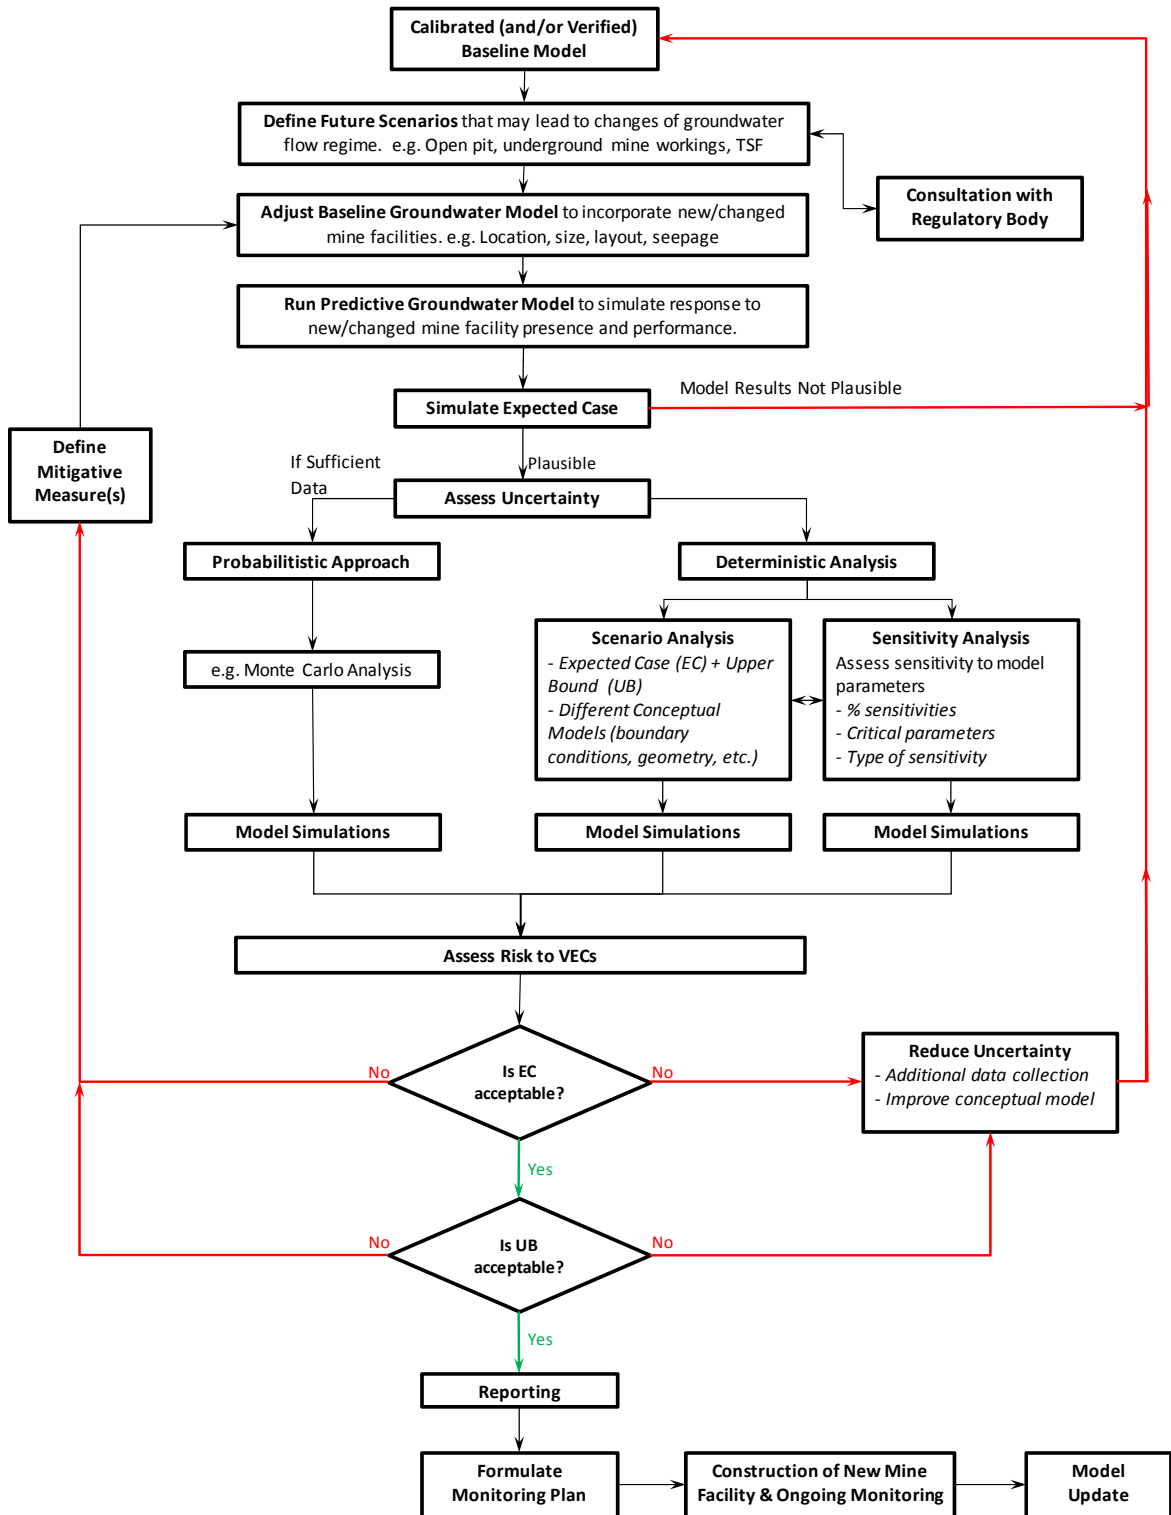 Calibrated (and/or Verified)
Baseline Model
Define Future Scenarios that may lead to changes of groundwater
flow regime. e.g. Open pit, underground mine workings, TSF
Consultation with
Regulatory Body
Adjust Baseline Groundwater Model to incorporate new/changed
mine facilities. e.g. Location, size, layout, seepage
Run Predictive Groundwater Model to simulate response to
new/changed mine facility presence and performance.
Model Results Not Plausible
Simulate Expected Case
Define
Mitigative
Measure(s)
If Sufficient
Data
Plausible
Assess Uncertainty
Probabilitistic Approach
Deterministic Analysis
e.g. Monte Carlo Analysis
Scenario Analysis
- Expected Case (EC) + Upper
Bound (UB)
- Different Conceptual
Models (boundary
conditions, geometry, etc.)
Sensitivity Analysis
Assess sensitivity to model
parameters
- % sensitivities
- Critical parameters
- Type of sensitivity
Model Simulations
Model Simulations
Model Simulations
Assess Risk to VECs
No
Is EC
acceptable?
No
Reduce Uncertainty
- Additional data collection
- Improve conceptual model
Yes
No
Is UB
acceptable?
No
Yes
Reporting
Formulate
Monitoring Plan
Construction of New Mine
Facility & Ongoing Monitoring
Model
Update